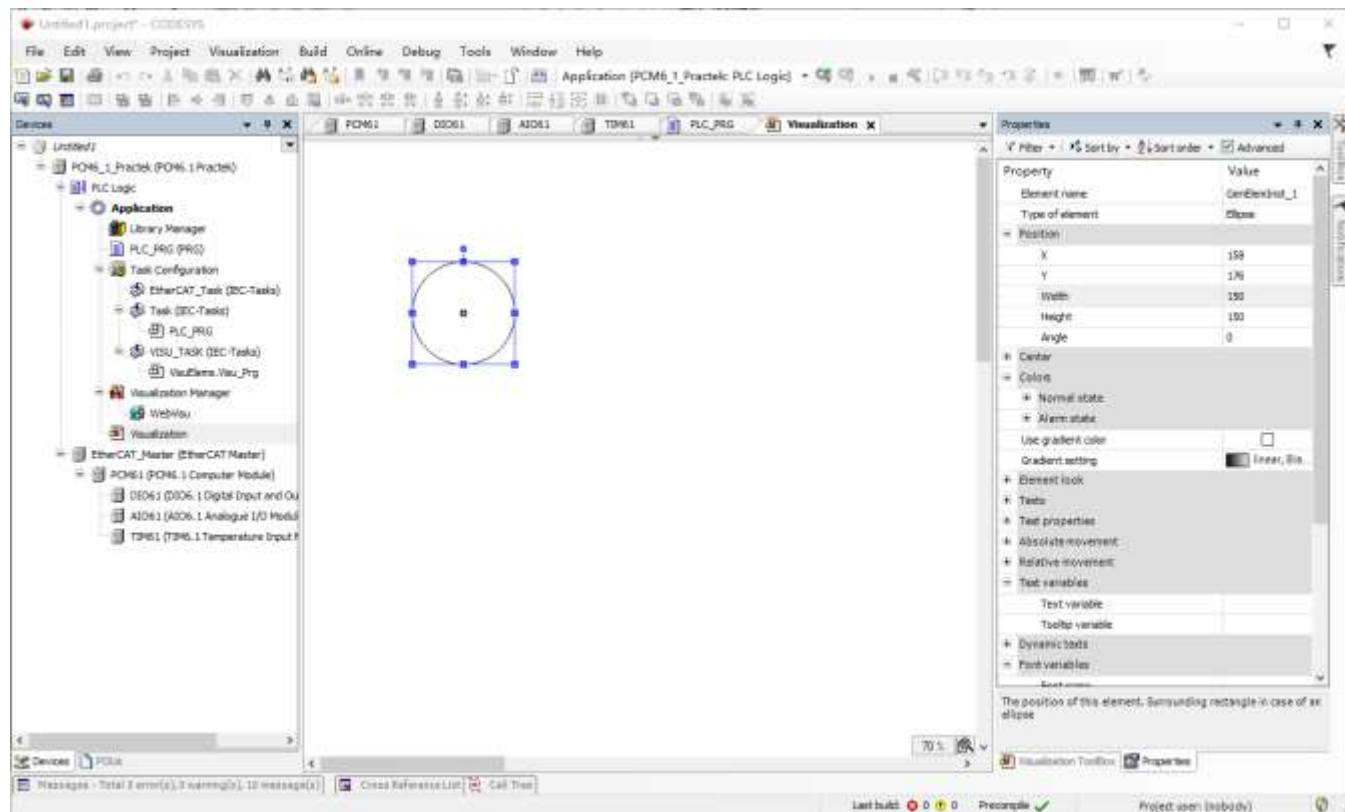 Untitled1.project* - CODESYS
File Edit View Project Visualization Build Online Debug Tools Window Help
Application (PCM6_1_Practek: PLC Logic)
Devices
PCM61 DIO61 AIO61 TIM61 PLC_PRG Visualization
Properties
Untitled1
PCM6_1_Practek (PCM6.1 Practek)
PLC Logic
Application
Library Manager
PLC_PRG (PRG)
Task Configuration
EtherCAT_Task (IEC-Tasks)
Task (IEC-Tasks)
PLC_PRG
VISU_TASK (IEC-Tasks)
VisuElems.Visu_Prg
Visualization Manager
WebVisu
Visualization
EtherCAT_Master (EtherCAT Master)
PCM61 (PCM6.1 Computer Module)
DIO61 (DIO6.1 Digital Input and Ou
AIO61 (AIO6.1 Analogue I/O Modul
TIM61 (TIM6.1 Temperature Input M
Filter Sort by Sort order Advanced
Property Value
Element name GenElemInst_1
Type of element Ellipse
Position
X 159
Y 176
Width 150
Height 150
Angle 0
Center
Colors
Normal state
Alarm state
Use gradient color
Gradient setting linear, Bla..
Element look
Texts
Text properties
Absolute movement
Relative movement
Text variables
Text variable
Tooltip variable
Dynamic texts
Font variables
The position of this element. Surrounding rectangle in case of an
ellipse
70 %
Devices POUs
Visualization ToolBox Properties
Toolbox
Notifications
Cross Reference List Call Tree
Last build: 0 0 Precompile Project user: (nobody)